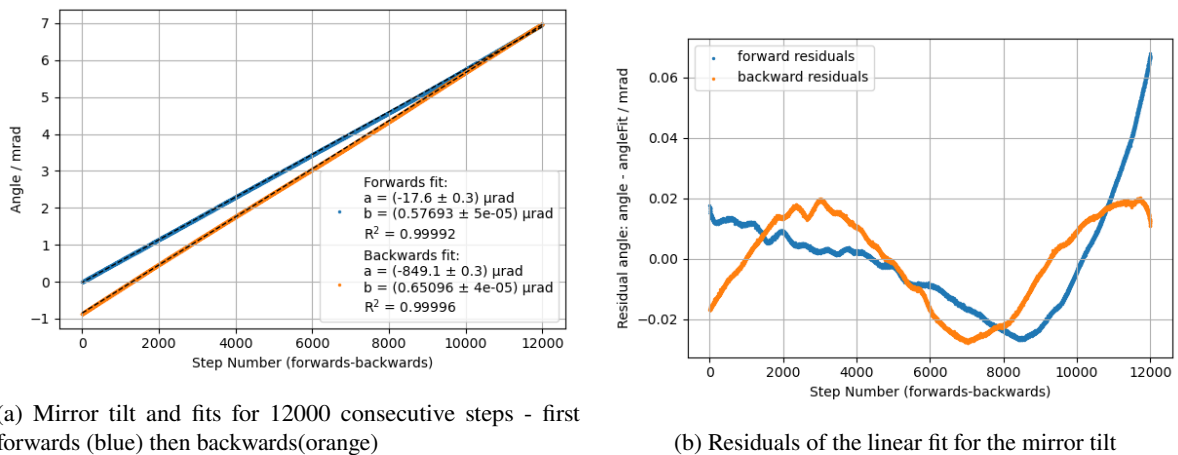 7
6
5
4
3
2
1
0
−1
Angle / mrad
Forwards fit:
a = (-17.6 ± 0.3) μrad
b = (0.57693 ± 5e-05) μrad
R² = 0.99992
Backwards fit:
a = (-849.1 ± 0.3) μrad
b = (0.65096 ± 4e-05) μrad
R² = 0.99996
0 2000 4000 6000 8000 10000 12000
Step Number (forwards-backwards)
(a) Mirror tilt and fits for 12000 consecutive steps - first
forwards (blue) then backwards(orange)
forward residuals
backward residuals
0.06
0.04
0.02
0.00
−0.02
Residual angle: angle - angleFit / mrad
0 2000 4000 6000 8000 10000 12000
Step Number (forwards-backwards)
(b) Residuals of the linear fit for the mirror tilt